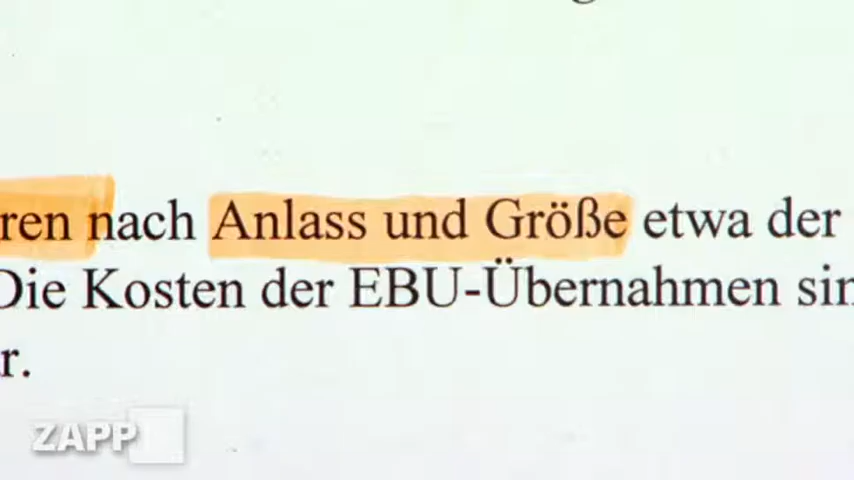 ren nach Anlass und Größe etwa der
Die Kosten der EBU-Übernahmen sin
r.
ZAPP